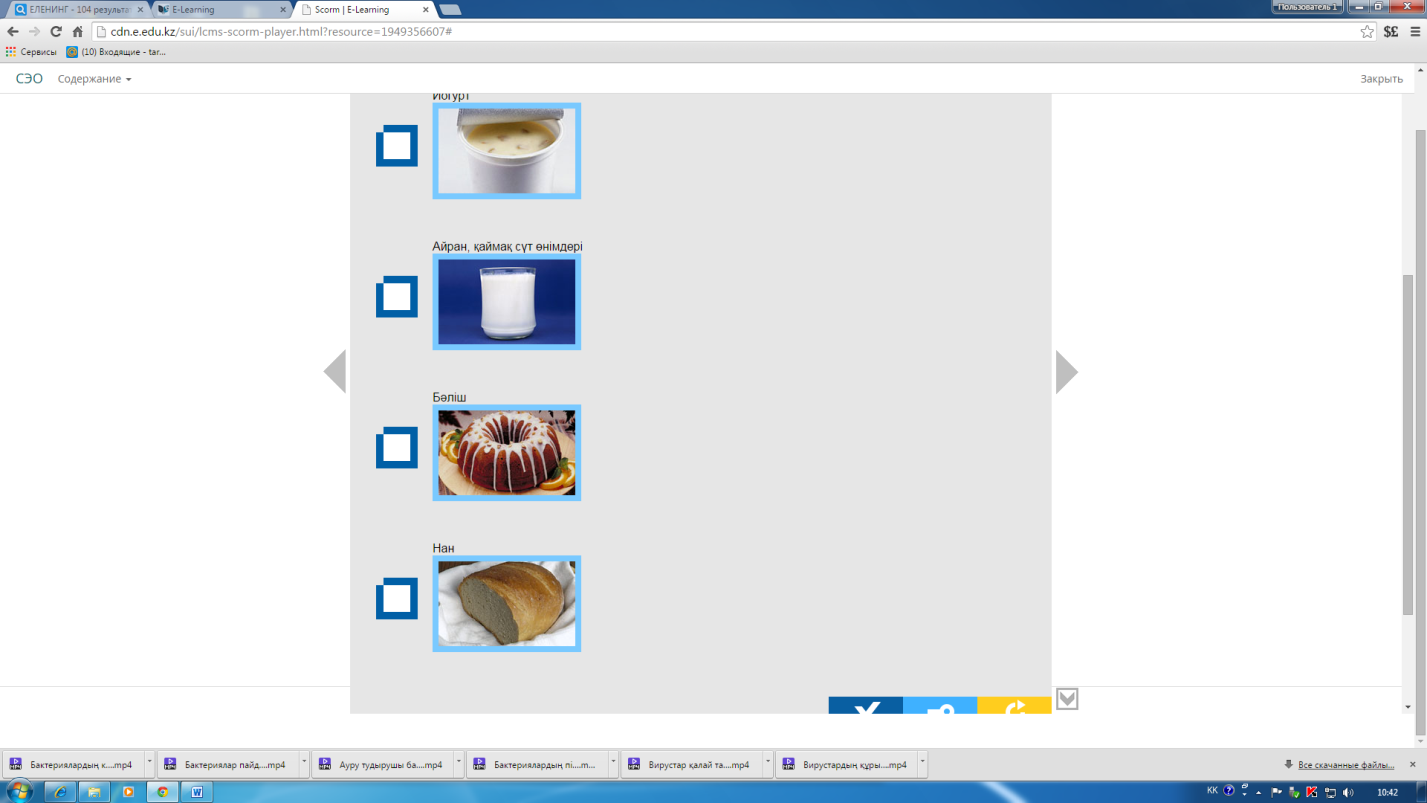 ЕЛЕНИНГ - 104 результат
E-Learning
Scorm | E-Learning
Пользователь 1
cdn.e.edu.kz/sui/lcms-scorm-player.html?resource=1949356607#
Сервисы
(10) Входящие - tar...
СЭО
Содержание
Закрыть
Йогурт
Айран, қаймақ сүт өнімдері
Бәліш
Нан
Бактериялардың к....mp4
Бактериялар пайд....mp4
Ауру тудырушы ба....mp4
Бактериялардың пі....m...
Вирустар қалай та....mp4
Вирустардың құры....mp4
Все скачанные файлы...
KK
10:42